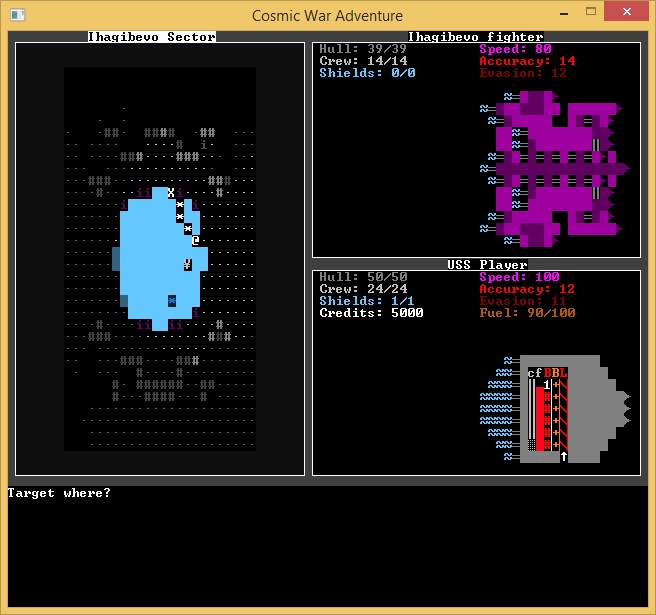 Cosmic War Adventure
Ihagibevo Sector
Ihagibevo fighter
Hull: 39/39 Speed: 80
Crew: 14/14 Accuracy: 14
Shields: 0/0 Evasion: 12
USS Player
Hull: 50/50 Speed: 100
Crew: 24/24 Accuracy: 12
Shields: 1/1 Evasion: 11
Credits: 5000 Fuel: 90/100
cfBBL
1
Target where?